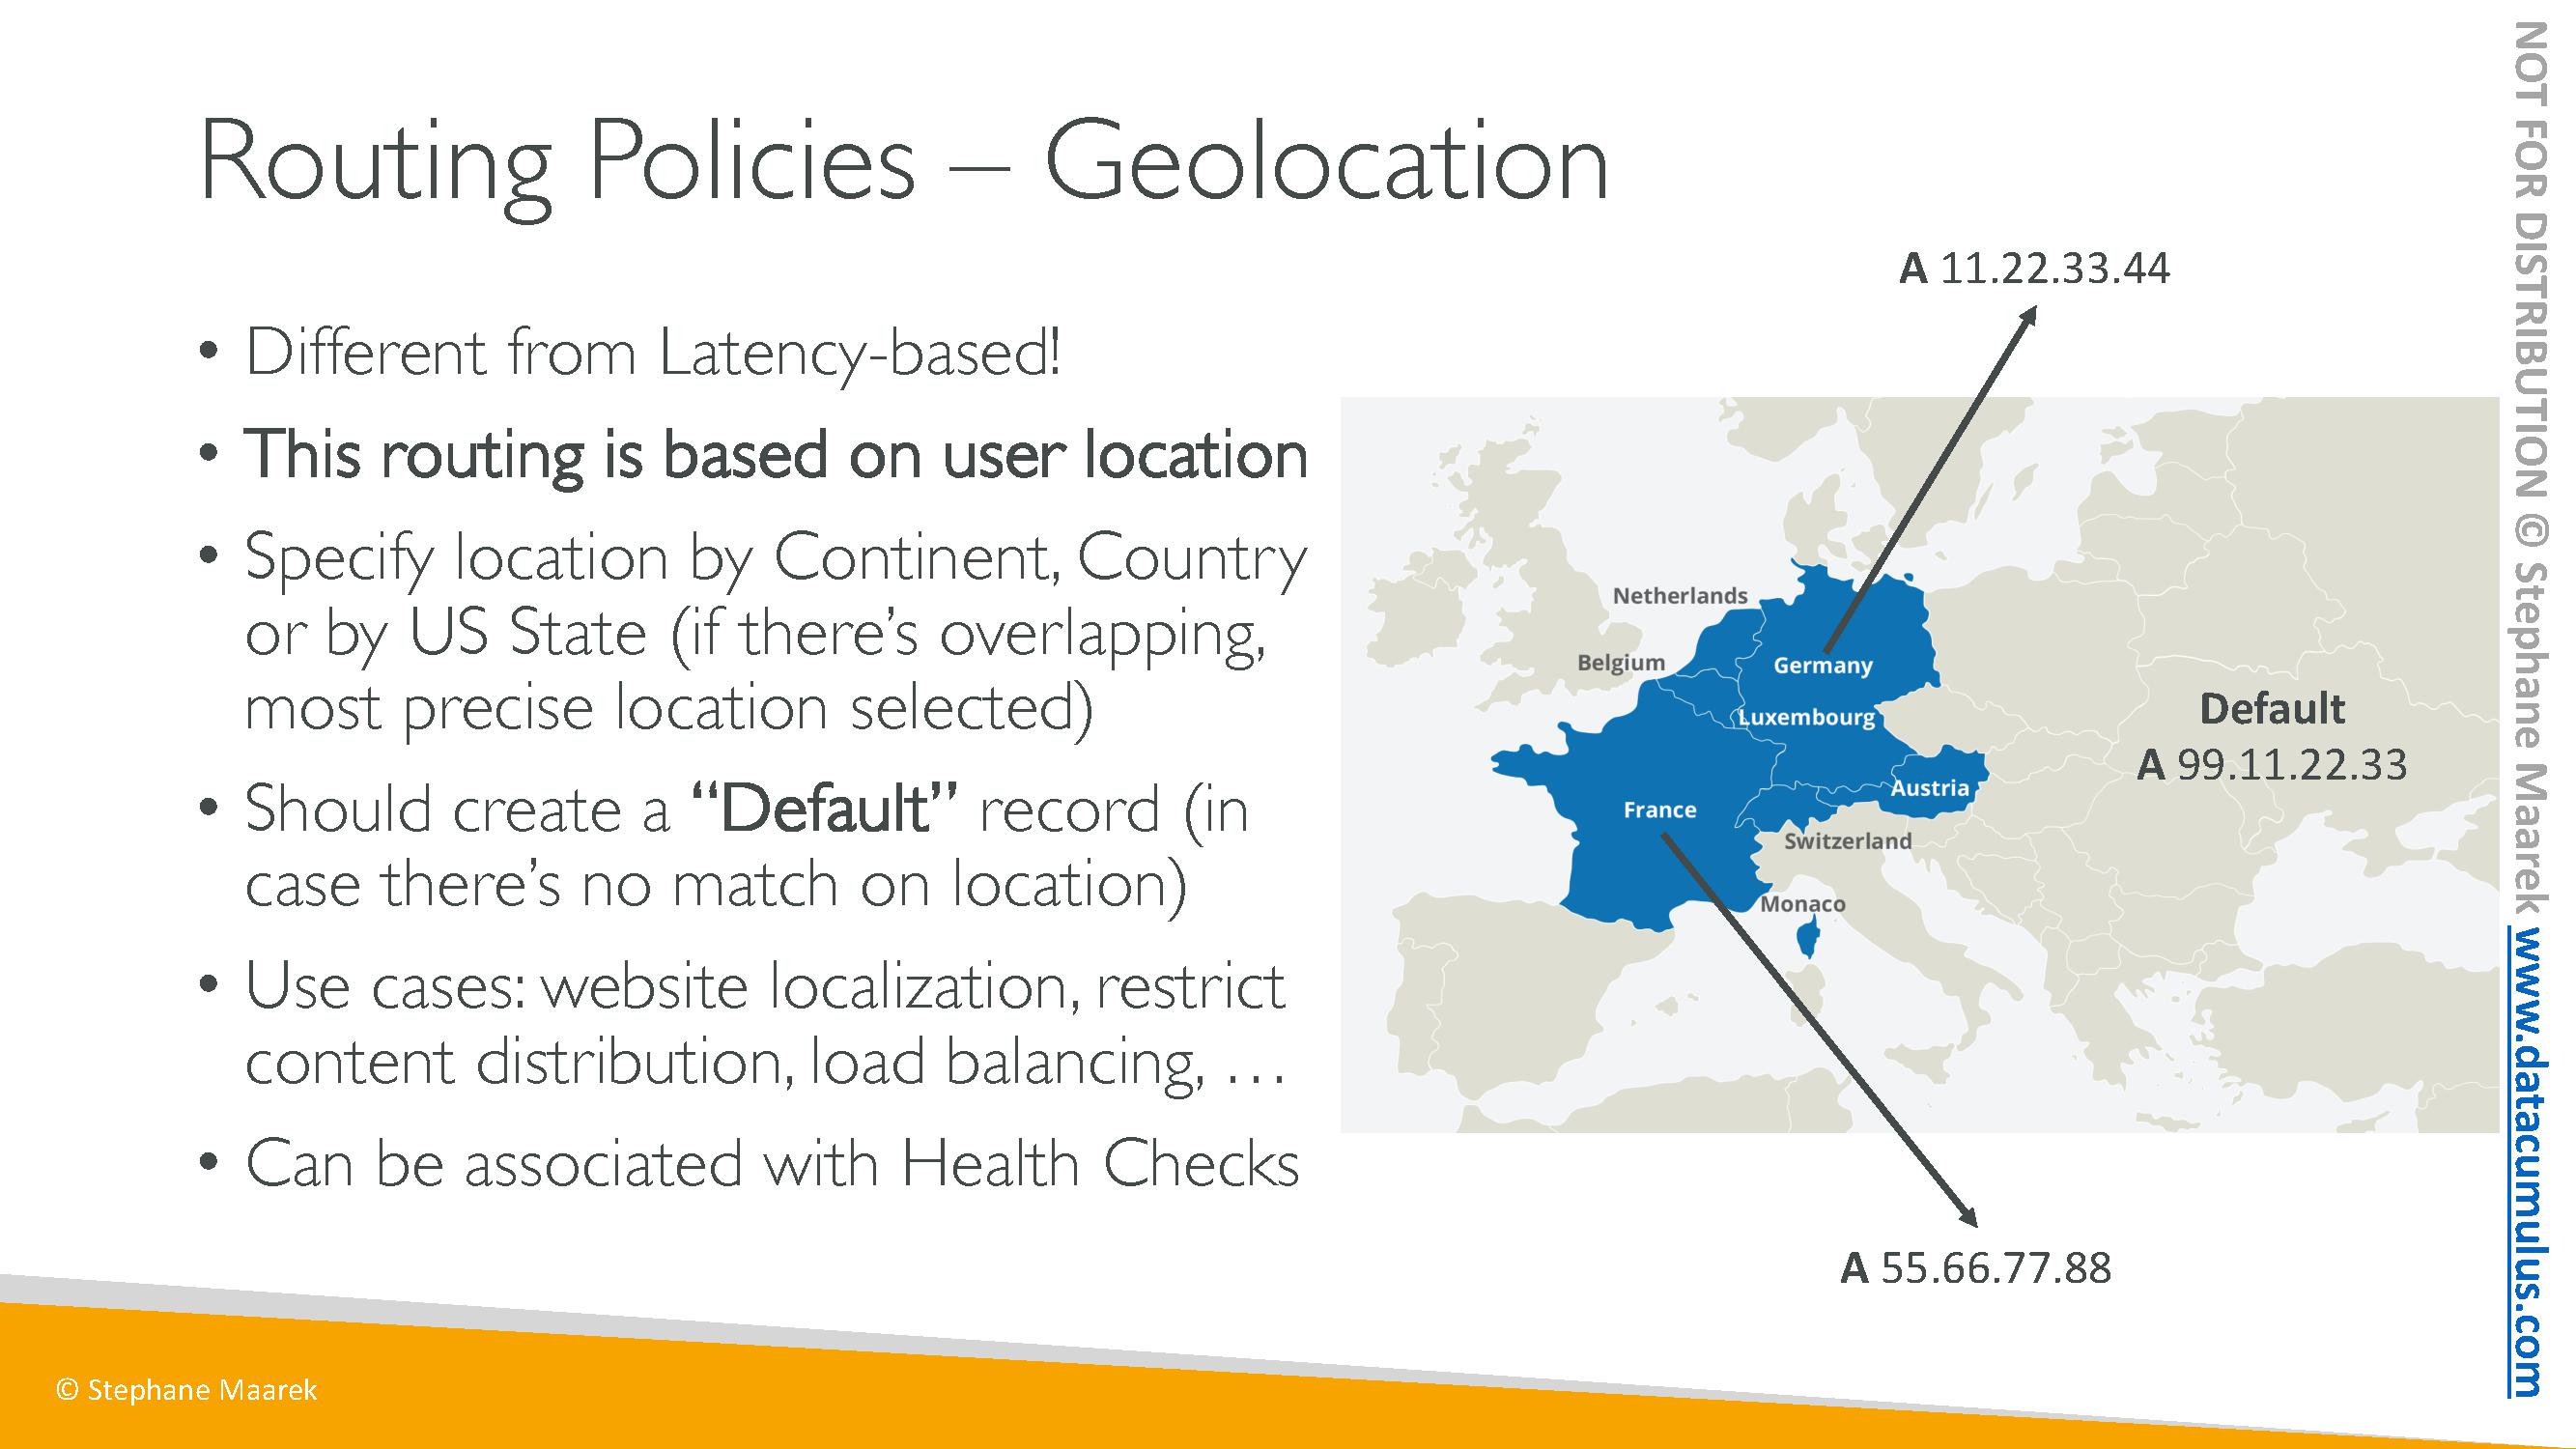 Routing Policies – Geolocation
• Different from Latency-based!
• This routing is based on user location
• Specify location by Continent, Country
or by US State (if there’s overlapping,
most precise location selected)
• Should create a “Default” record (in
case there’s no match on location)
• Use cases: website localization, restrict
content distribution, load balancing, …
• Can be associated with Health Checks
A 11.22.33.44
Netherlands
Belgium
Germany
Luxembourg
Austria
France
Switzerland
Monaco
Default
A 99.11.22.33
A 55.66.77.88
© Stephane Maarek
NOT FOR DISTRIBUTION © Stephane Maarek www.datacumulus.com